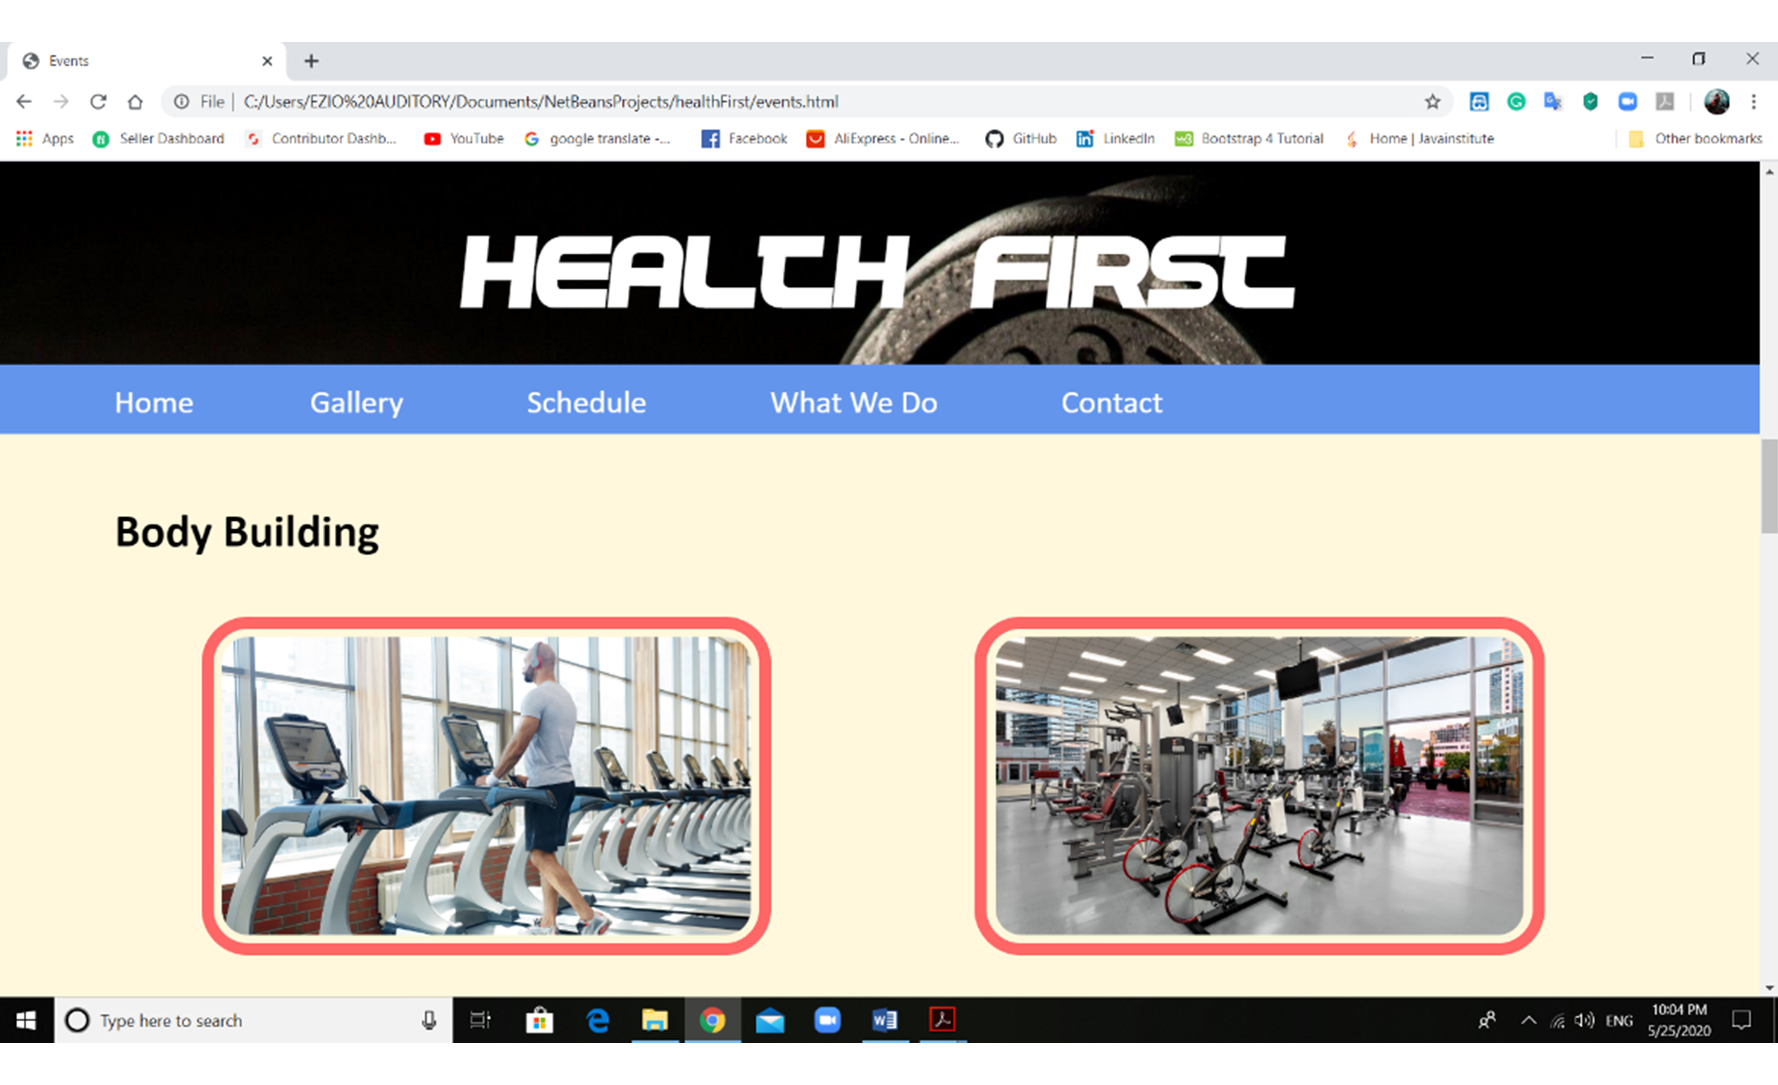 Events
File | C:/Users/EZIO%20AUDITORY/Documents/NetBeansProjects/healthFirst/events.html
Apps Seller Dashboard Contributor Dashb... YouTube google translate -... Facebook AliExpress - Online... GitHub LinkedIn Bootstrap 4 Tutorial Home | Javainstitute Other bookmarks
HEALTH FIRST
Home Gallery Schedule What We Do Contact
Body Building
Type here to search
ENG
10:04 PM
5/25/2020